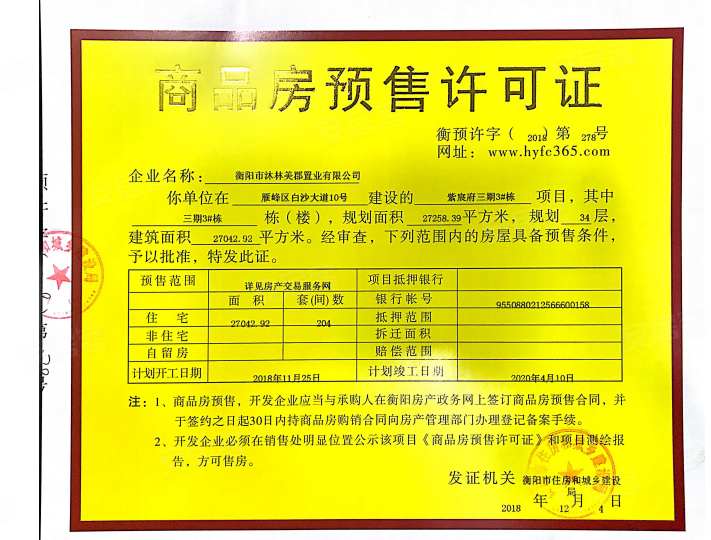 商品房预售许可证
衡预许字（2018）第 278号
网址： www.hyfc365.com
企业名称： 衡阳市沐林美郡置业有限公司
你单位在 雁峰区白沙大道10号 建设的 紫宸府三期3#栋 项目，其中
三期3#栋 栋（楼），规划面积 27258.39平方米， 规划 34 层，
建筑面积 27042.92 平方米。经审查，下列范围内的房屋具备预售条件，
予以批准，特发此证。
预售范围 详见房产交易服务网 项目抵押银行
面 积 套(间)数 银行帐号 9550880212566600158
住 宅 27042.92 204 抵押范围
非住宅 拆迁面积
自留房 赔偿范围
计划开工日期 2018年11月25日 计划竣工日期 2020年4月10日
注：1、商品房预售，开发企业应当与承购人在衡阳房产政务网上签订商品房预售合同，并
于签约之日起30日内持商品房购销合同向房产管理部门办理登记备案手续。
2、开发企业必须在销售处明显位置公示该项目《商品房预售许可证》和项目测绘报
告，方可售房。
发证机关 衡阳市住房和城乡建设
局
2018 年 12 月 4 日